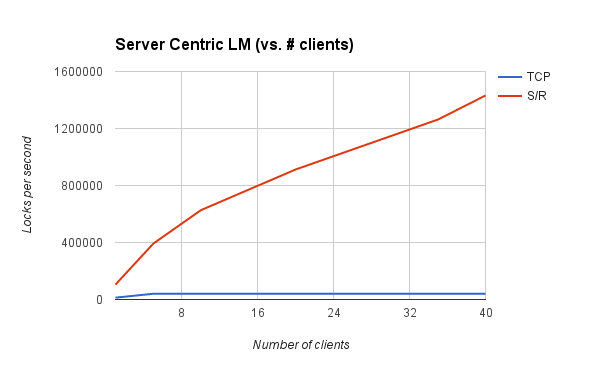 Server Centric LM (vs. # clients)
1600000
1200000
800000
400000
0
Locks per second
8 16 24 32 40
Number of clients
TCP
S/R